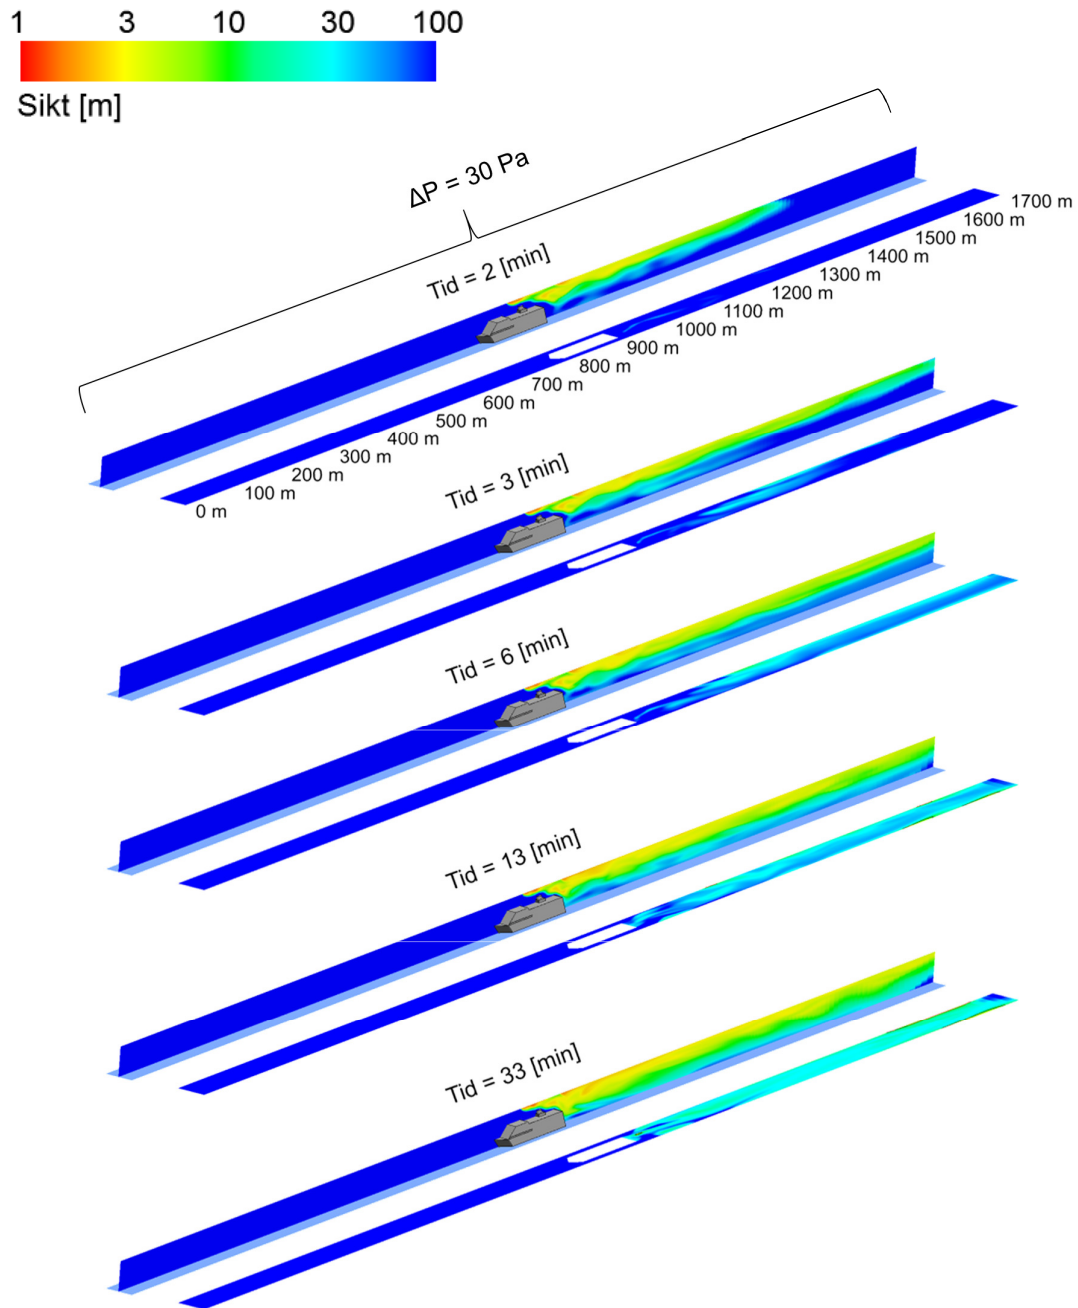 1 3 10 30 100
Sikt [m]
ΔP = 30 Pa
Tid = 2 [min]
1700 m
1600 m
1500 m
1400 m
1300 m
1200 m
1100 m
1000 m
900 m
800 m
700 m
600 m
500 m
400 m
300 m
200 m
100 m
0 m
Tid = 3 [min]
Tid = 6 [min]
Tid = 13 [min]
Tid = 33 [min]